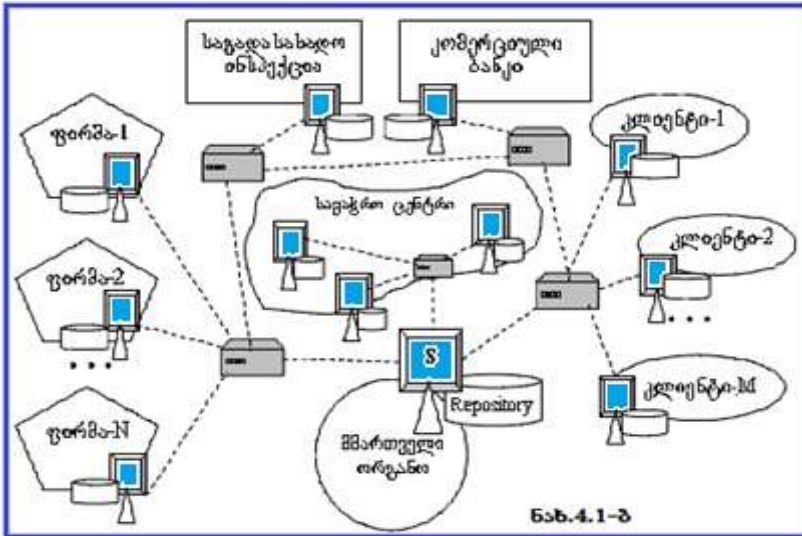 საგადასახადო
ინსპექცია
კომერციული
ბანკი
ფირმა-1
კლიენტი-1
სავაჭრო ცენტრი
ფირმა-2
კლიენტი-2
. . .
. . .
S
Repository
ფირმა-N
კლიენტი-M
მმართველი
ორგანო
ნახ.4.1-ბ